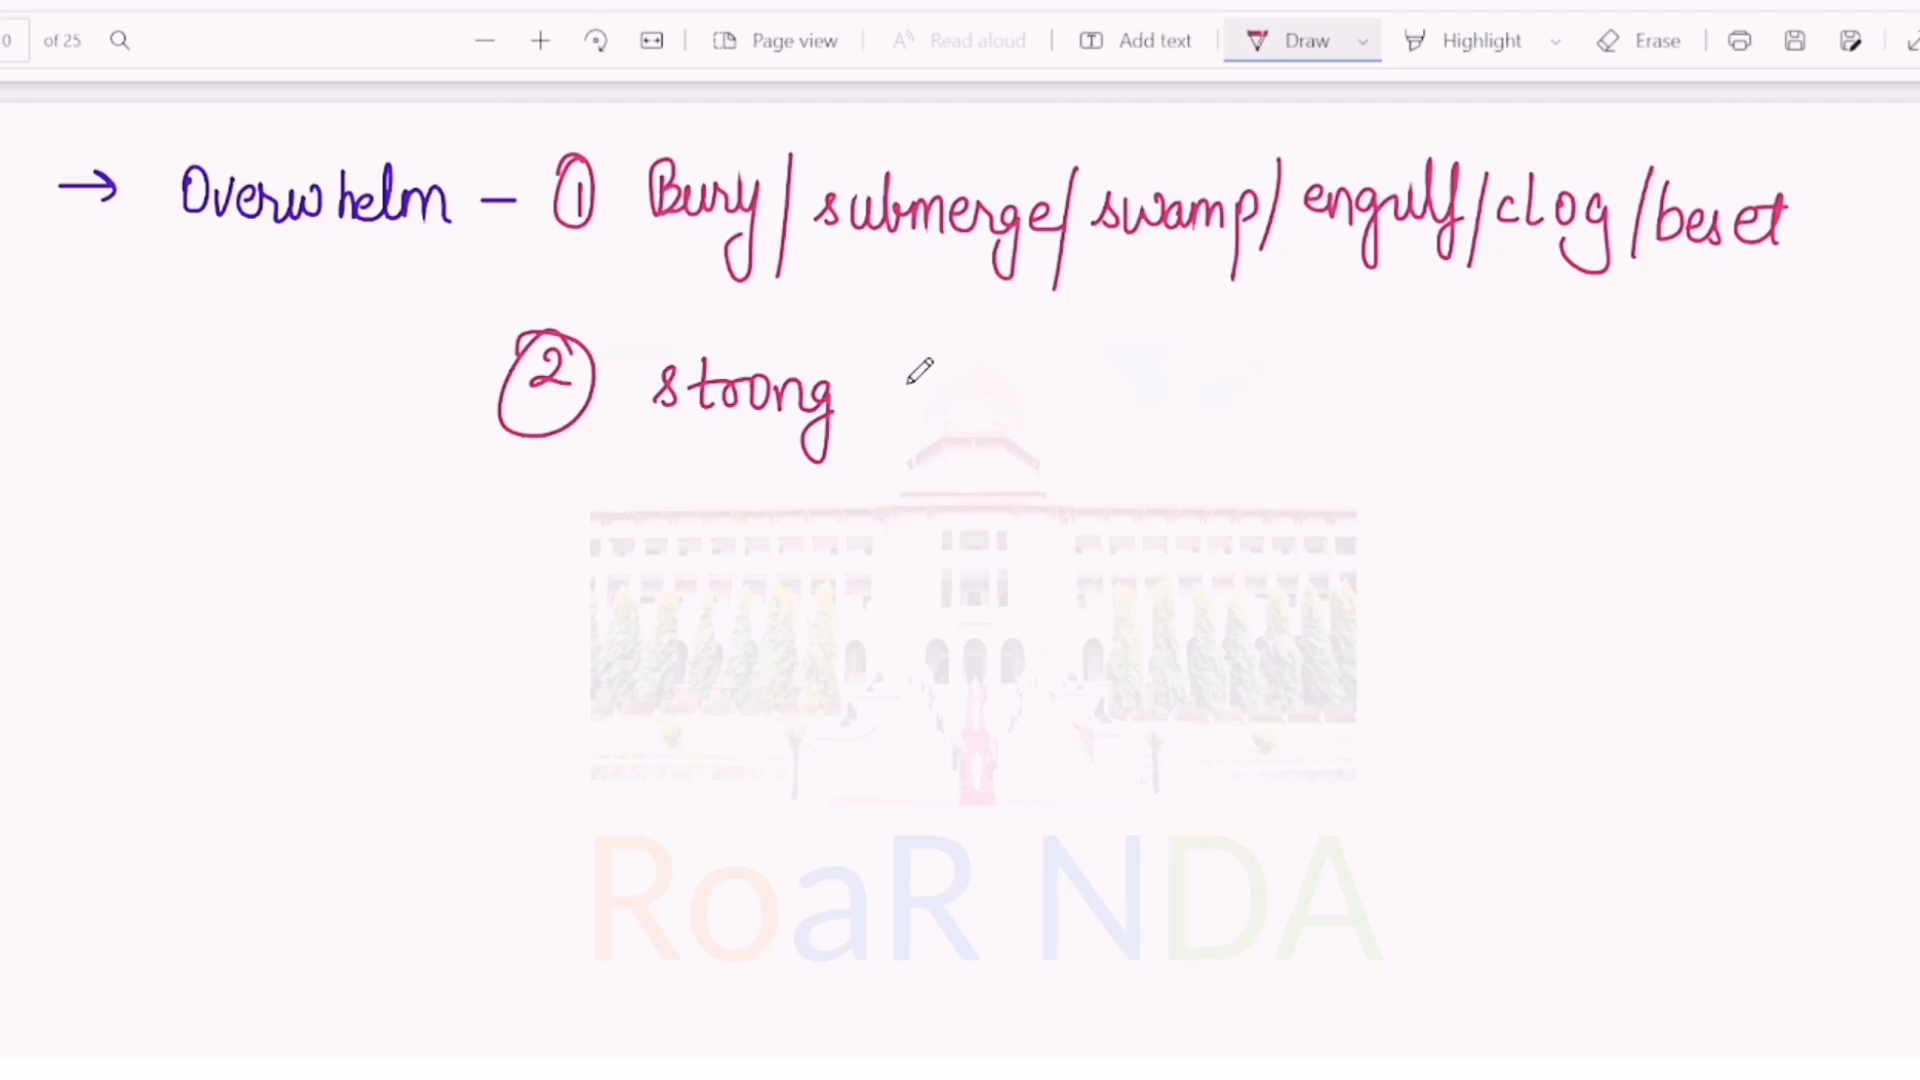 0 of 25 Page view Read aloud Add text Draw Highlight Erase
→ Overwhelm - ① Bury/submerge/swamp/engulf/clog/beset
② strong
RoaR NDA